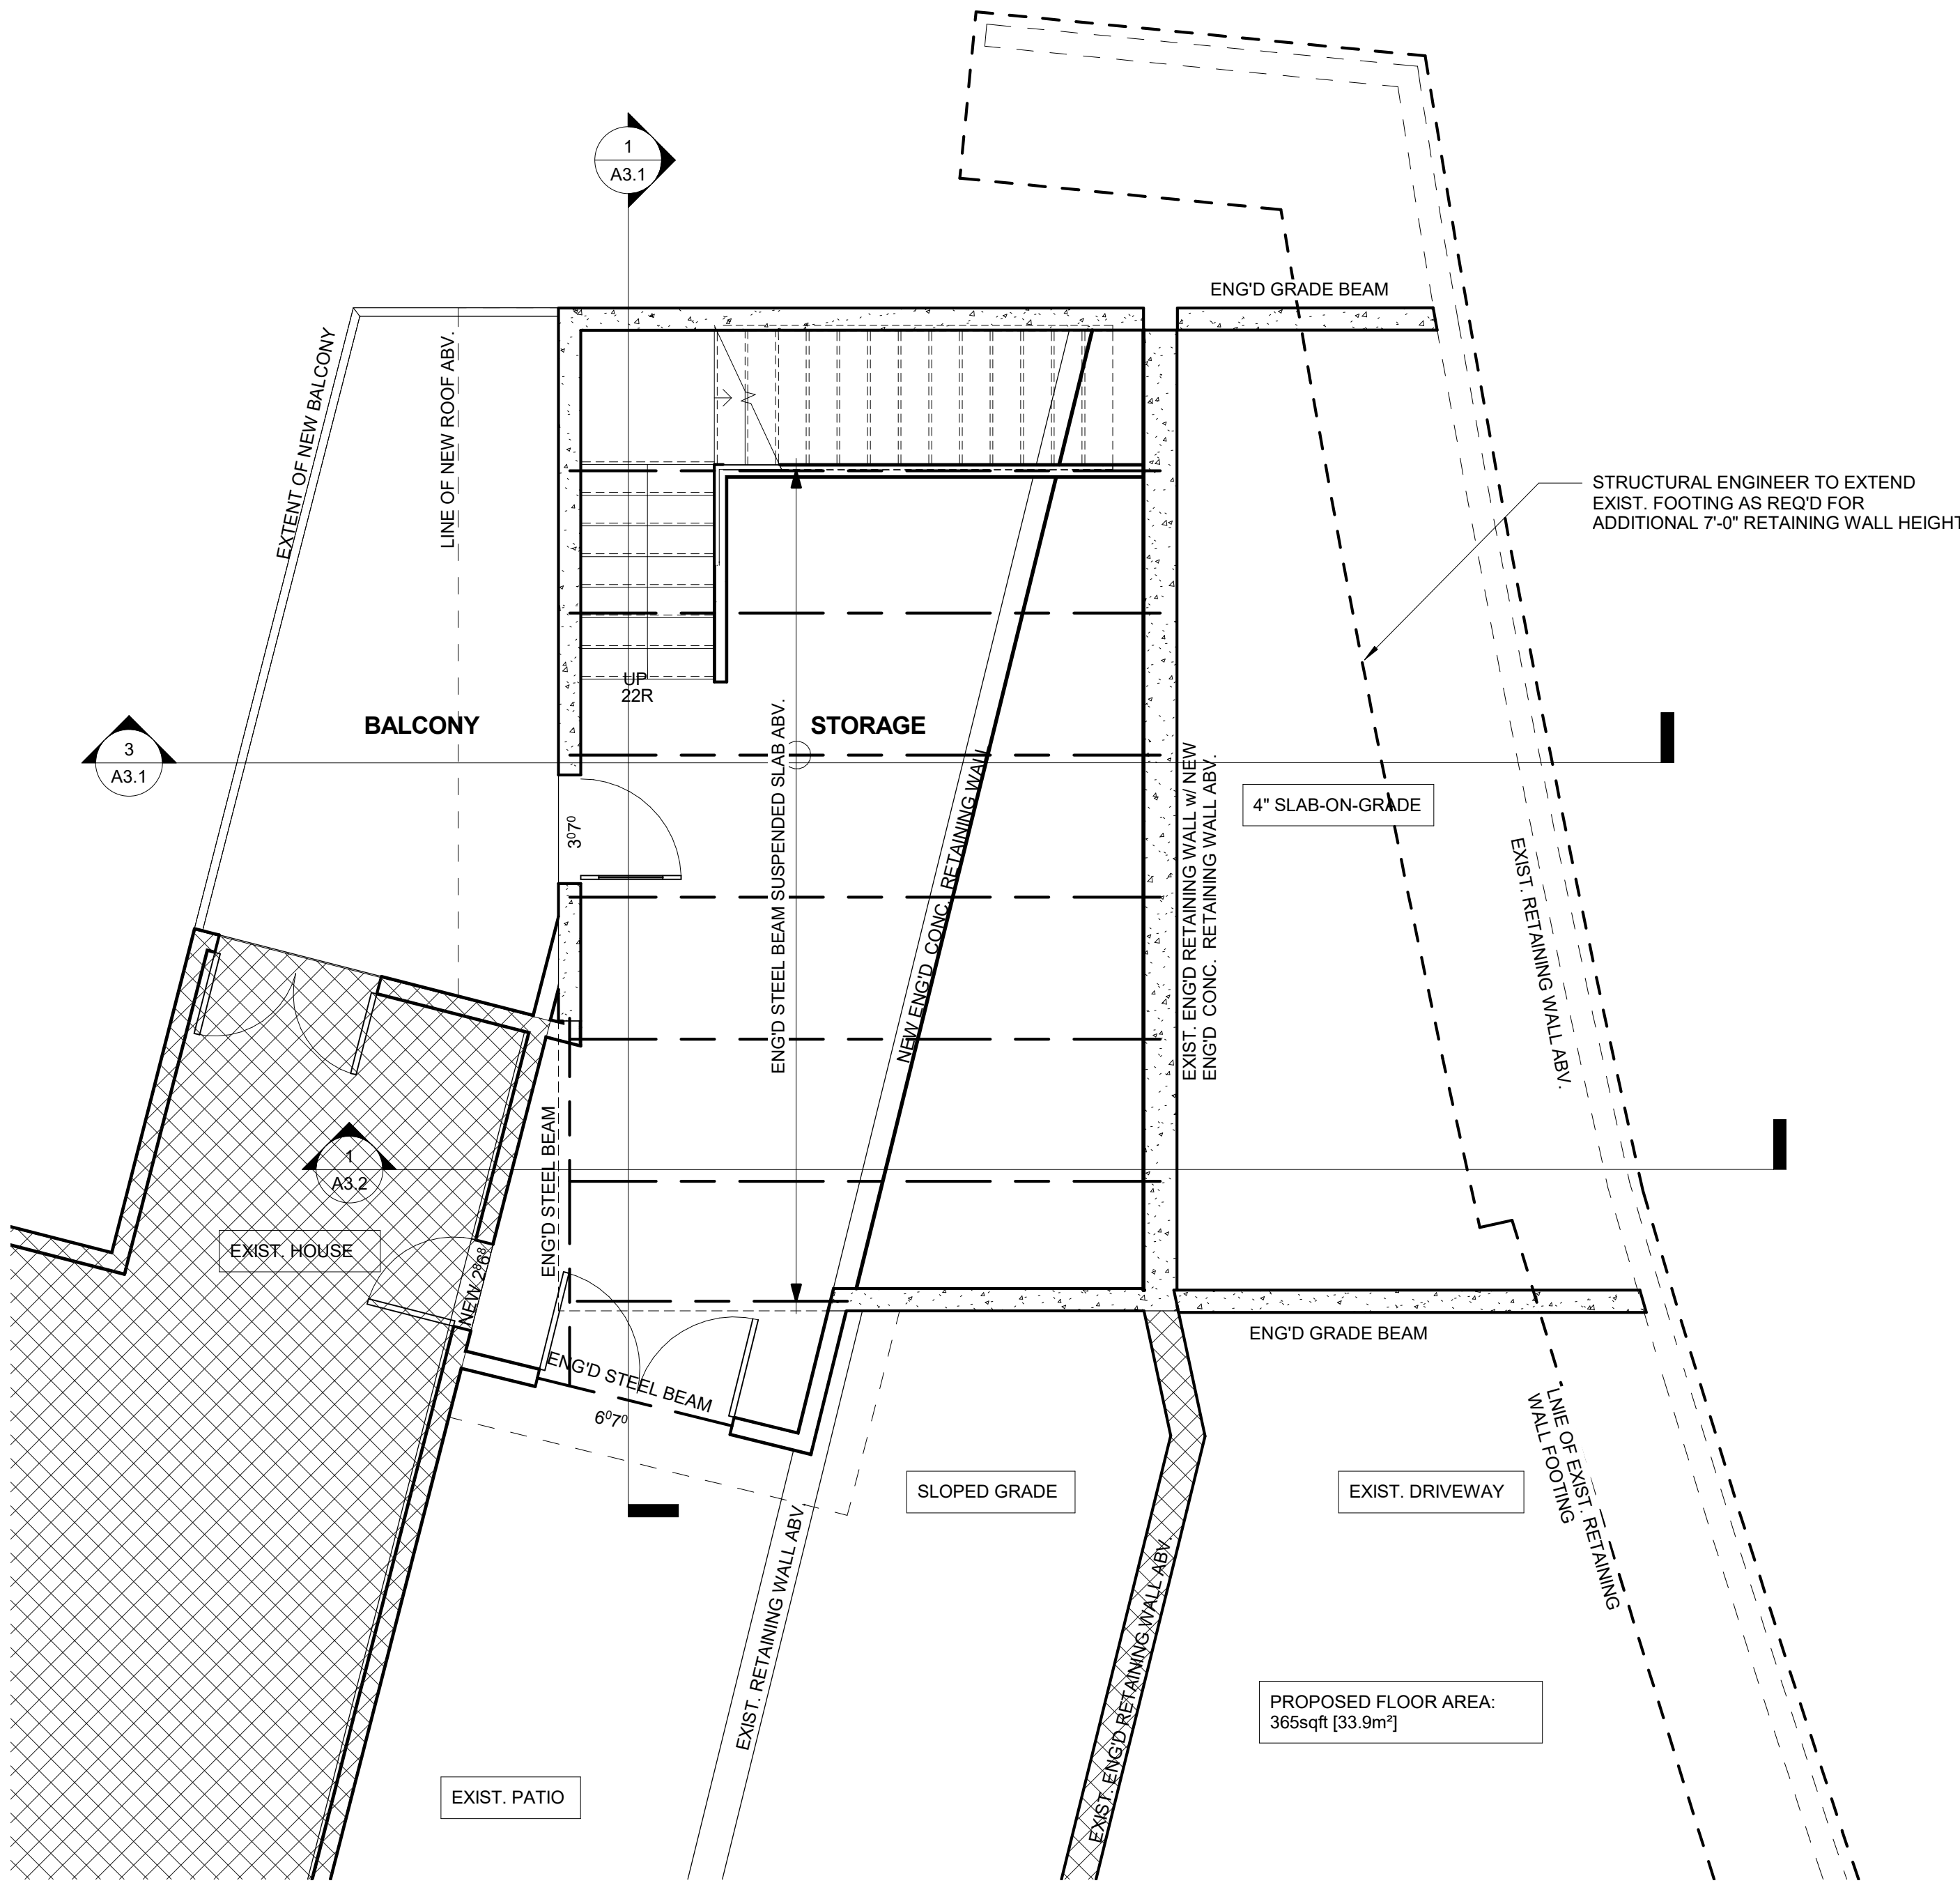 1
A3.1
ENG'D GRADE BEAM
EXTENT OF NEW BALCONY
LINE OF NEW ROOF ABV.
STRUCTURAL ENGINEER TO EXTEND
EXIST. FOOTING AS REQ'D FOR
ADDITIONAL 7'-0" RETAINING WALL HEIGHT
UP
22R
BALCONY
STORAGE
3
A3.1
ENG'D STEEL BEAM SUSPENDED SLAB ABV.
NEW ENG'D CONC. RETAINING WALL
EXIST. ENG'D RETAINING WALL w/ NEW
ENG'D CONC. RETAINING WALL ABV.
4" SLAB-ON-GRADE
3⁰7⁰
EXIST. RETAINING WALL ABV.
1
A3.2
ENG'D STEEL BEAM
EXIST. HOUSE
NEW 2⁸6⁸
ENG'D STEEL BEAM
6⁰7⁰
ENG'D GRADE BEAM
LNIE OF EXIST. RETAINING
WALL FOOTING
SLOPED GRADE
EXIST. DRIVEWAY
EXIST. RETAINING WALL ABV.
EXIST. ENG'D RETAINING WALL ABV.
PROPOSED FLOOR AREA:
365sqft [33.9m²]
EXIST. PATIO